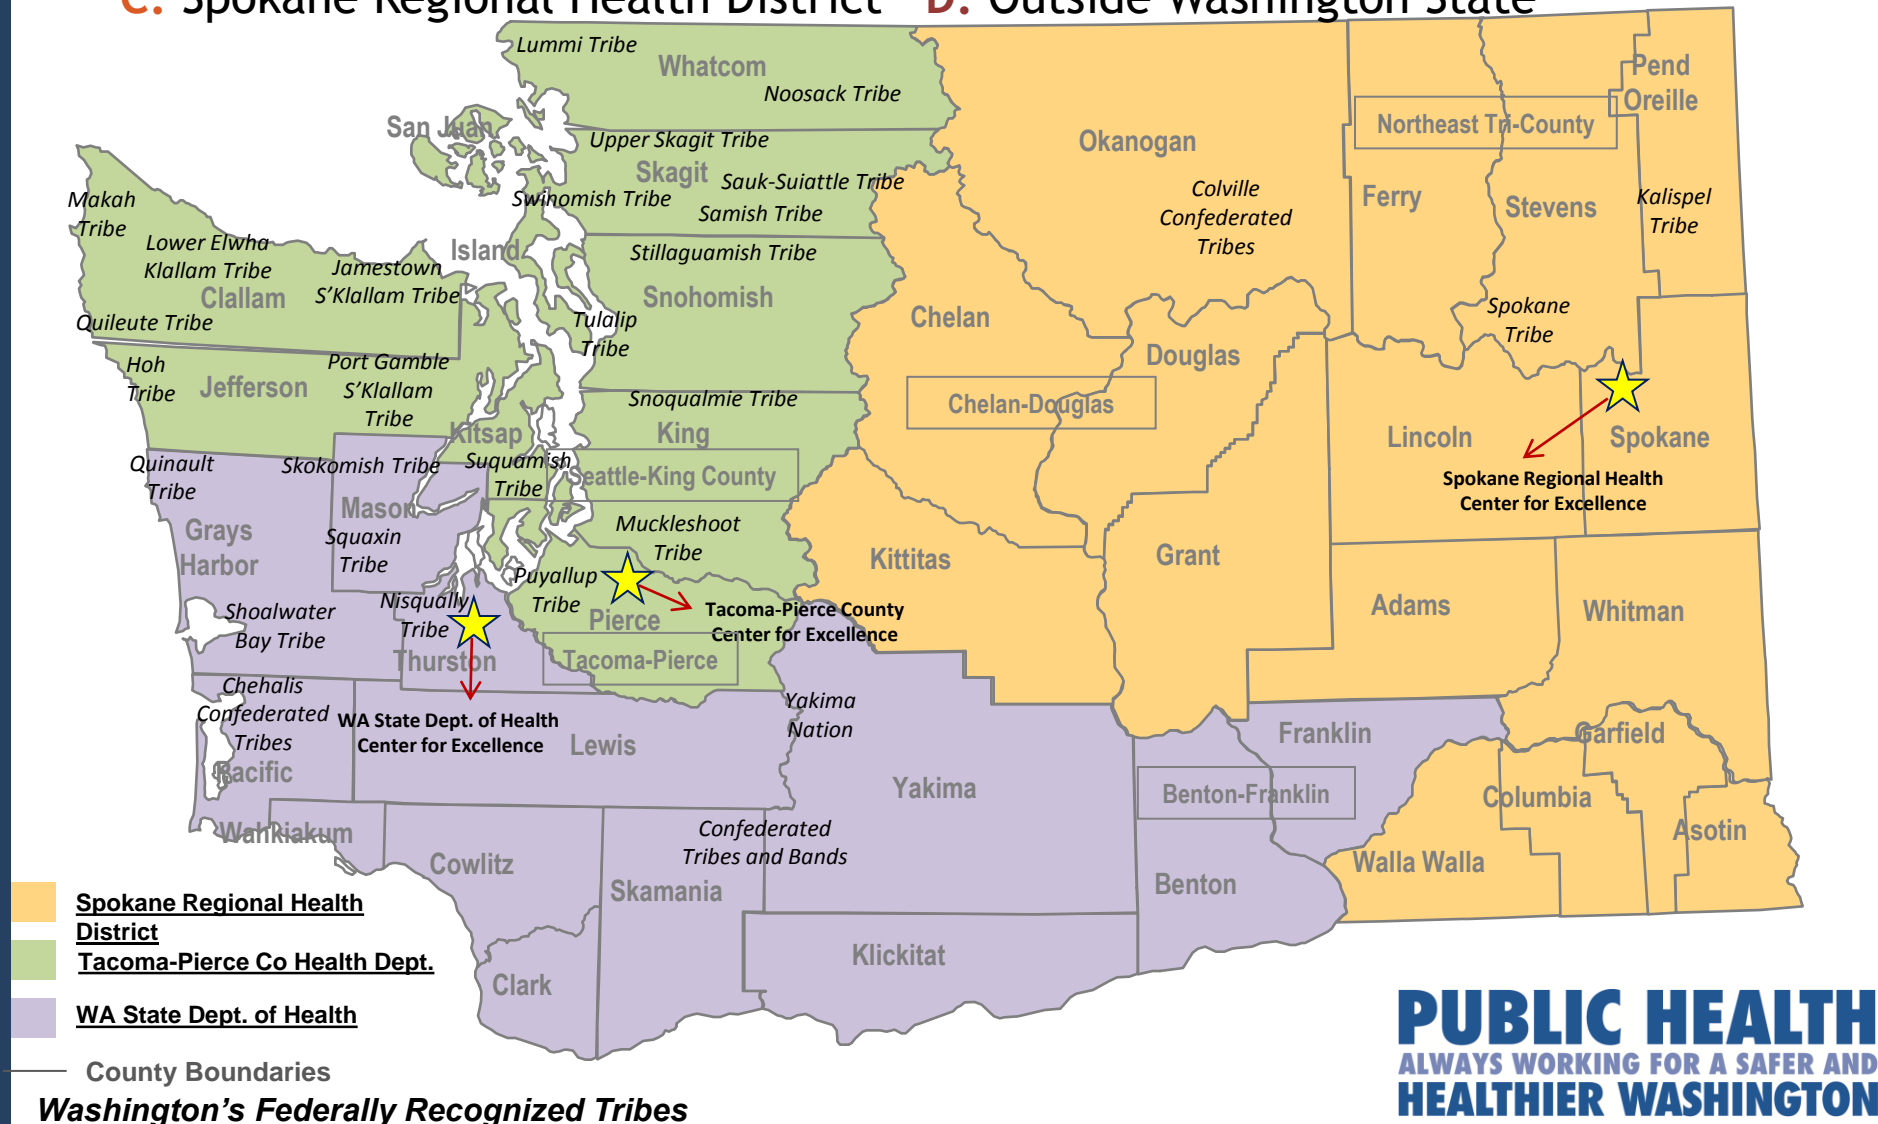 C: Spokane Regional Health District D: Outside Washington State
Lummi Tribe
Whatcom
Noosack Tribe
San Juan
Upper Skagit Tribe
Skagit
Sauk-Suiattle Tribe
Swinomish Tribe
Samish Tribe
Makah
Tribe
Lower Elwha
Klallam Tribe
Clallam
Jamestown
S’Klallam Tribe
Island
Stillaguamish Tribe
Snohomish
Quileute Tribe
Tulalip
Tribe
Hoh
Tribe
Jefferson
Port Gamble
S’Klallam
Tribe
Snoqualmie Tribe
Kitsap
King
Quinault
Tribe
Skokomish Tribe
Suquamish
Tribe
Seattle-King County
Mason
Grays
Harbor
Squaxin
Tribe
Muckleshoot
Tribe
Puyallup
Tribe
Pierce
Tacoma-Pierce County
Center for Excellence
Tacoma-Pierce
Nisqually
Tribe
Thurston
Shoalwater
Bay Tribe
Chehalis
Confederated
Tribes
WA State Dept. of Health
Center for Excellence
Lewis
Pacific
Yakima
Nation
Wahkiakum
Cowlitz
Confederated
Tribes and Bands
Skamania
Clark
Yakima
Klickitat
Okanogan
Colville
Confederated
Tribes
Northeast Tri-County
Pend
Oreille
Ferry
Stevens
Kalispel
Tribe
Spokane
Tribe
Chelan
Douglas
Chelan-Douglas
Lincoln
Spokane
Spokane Regional Health
Center for Excellence
Kittitas
Grant
Adams
Whitman
Franklin
Benton-Franklin
Benton
Garfield
Columbia
Asotin
Walla Walla
Spokane Regional Health
District
Tacoma-Pierce Co Health Dept.
WA State Dept. of Health
County Boundaries
Washington’s Federally Recognized Tribes
PUBLIC HEALTH
ALWAYS WORKING FOR A SAFER AND
HEALTHIER WASHINGTON